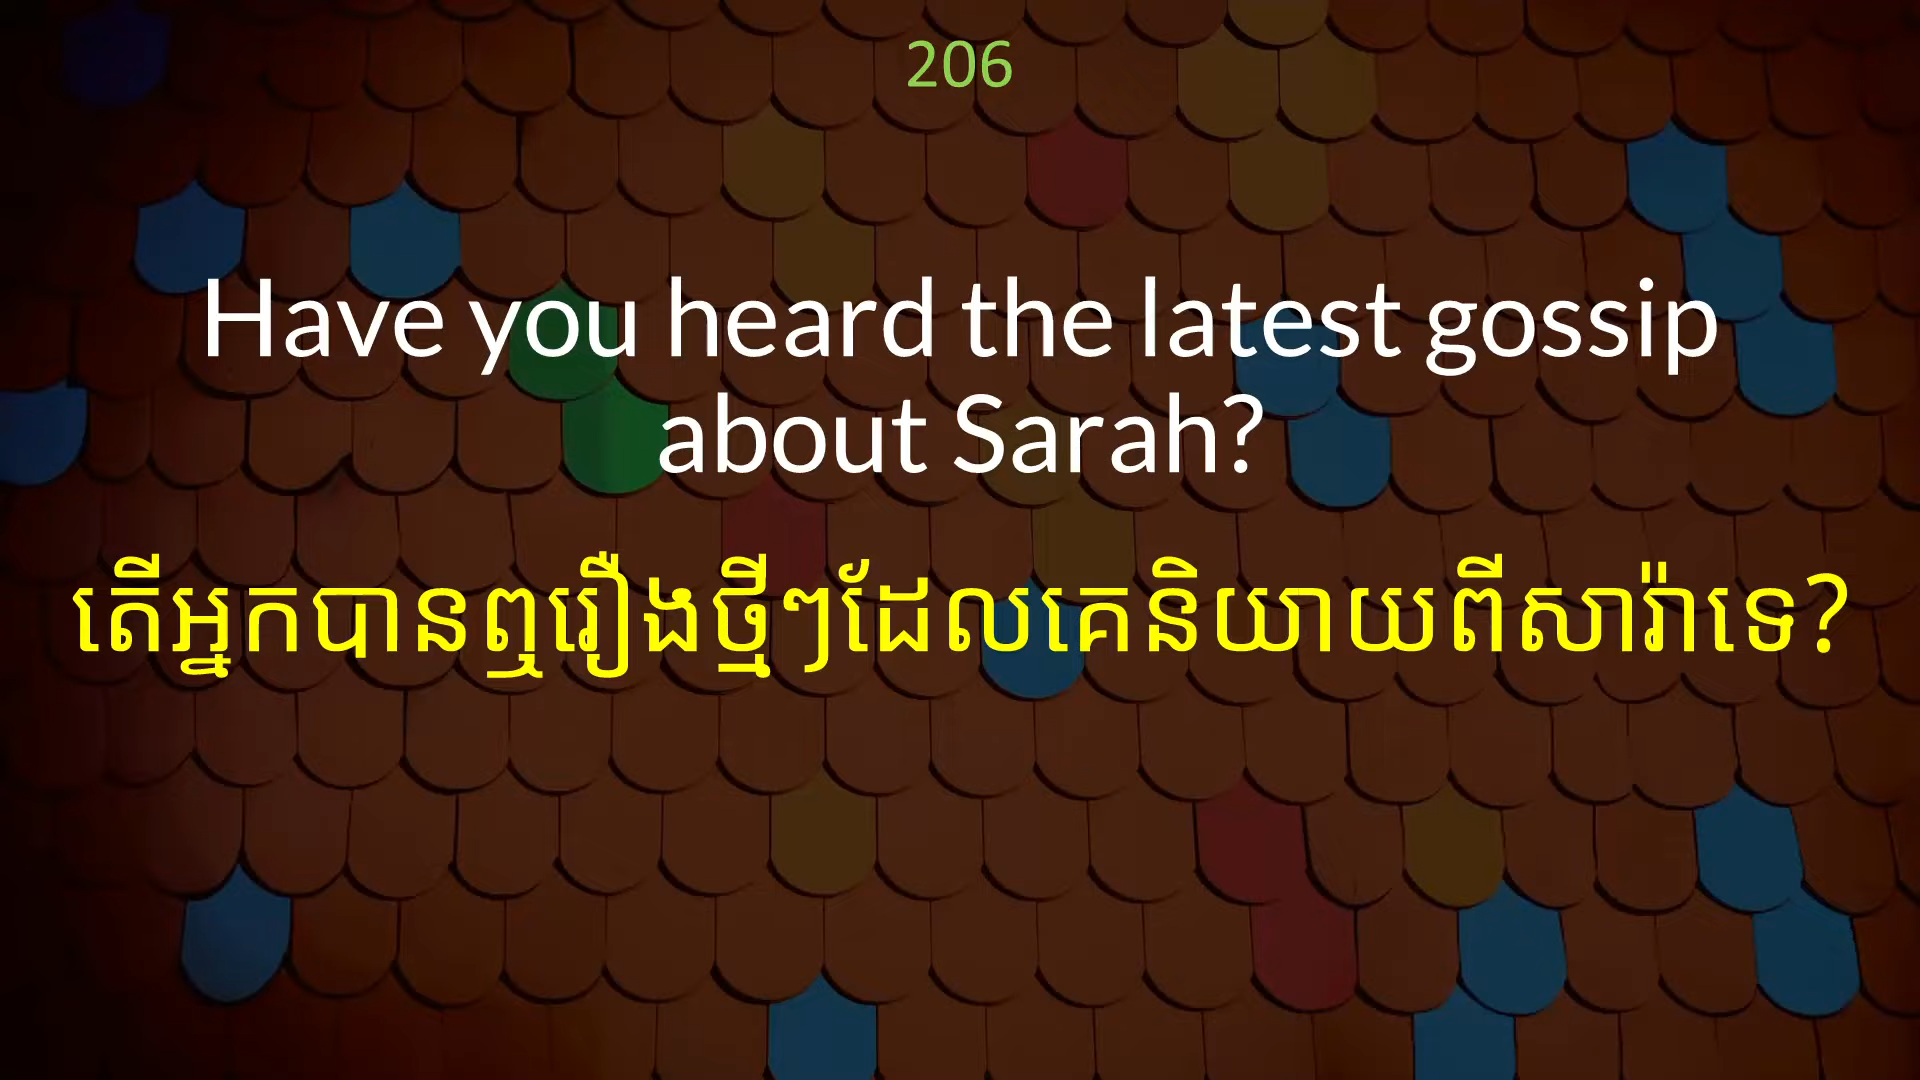 206
Have you heard the latest gossip
about Sarah?
តើអ្នកបានឮរឿងថ្មីៗដែលគេនិយាយពីសារ៉ាទេ?